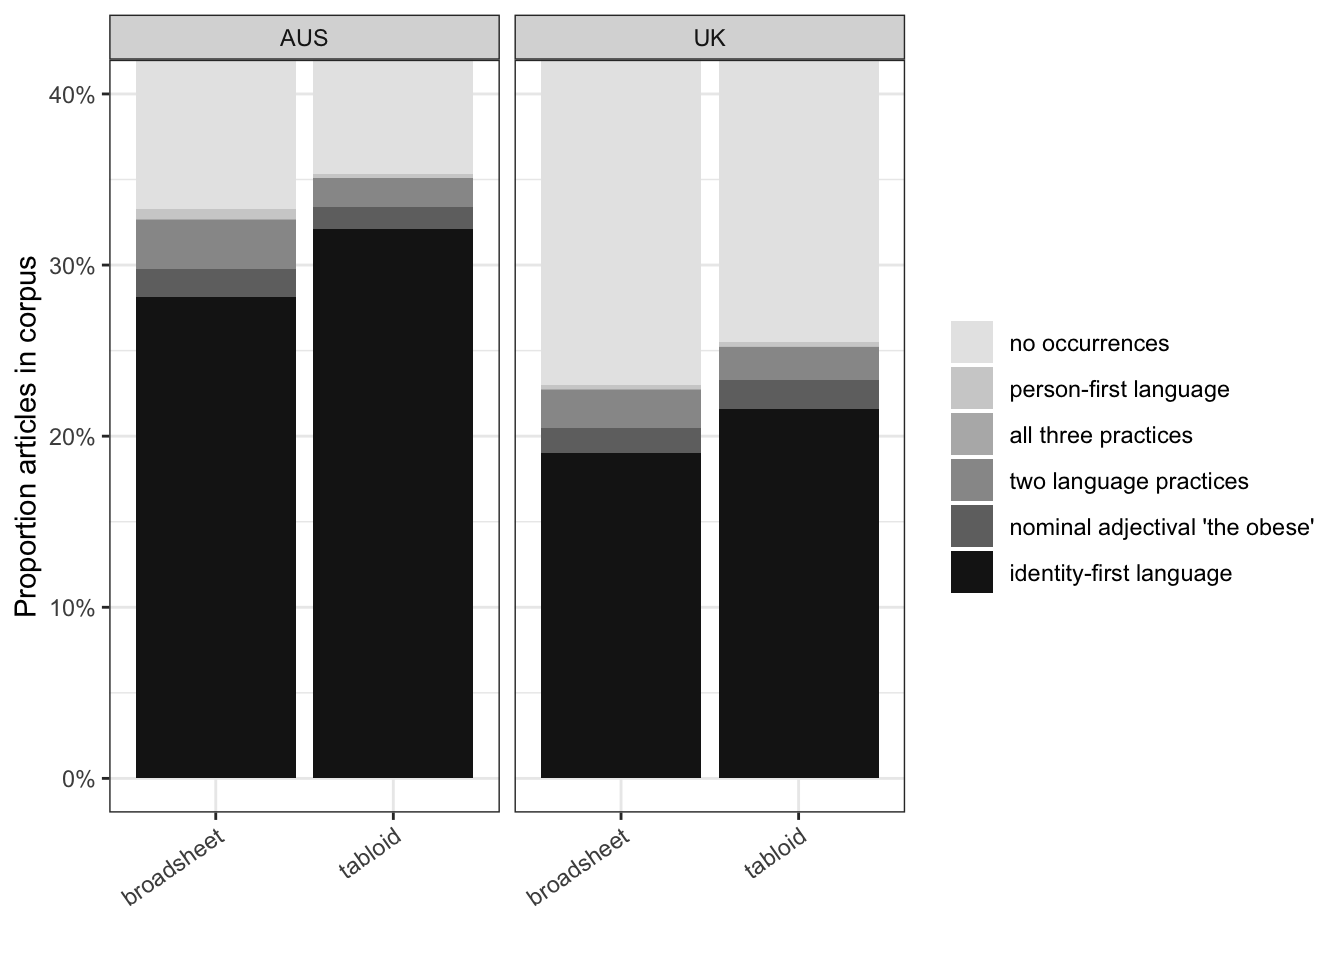 AUS
UK
Proportion articles in corpus
40%
30%
20%
10%
0%
broadsheet
tabloid
broadsheet
tabloid
no occurrences
person-first language
all three practices
two language practices
nominal adjectival 'the obese'
identity-first language